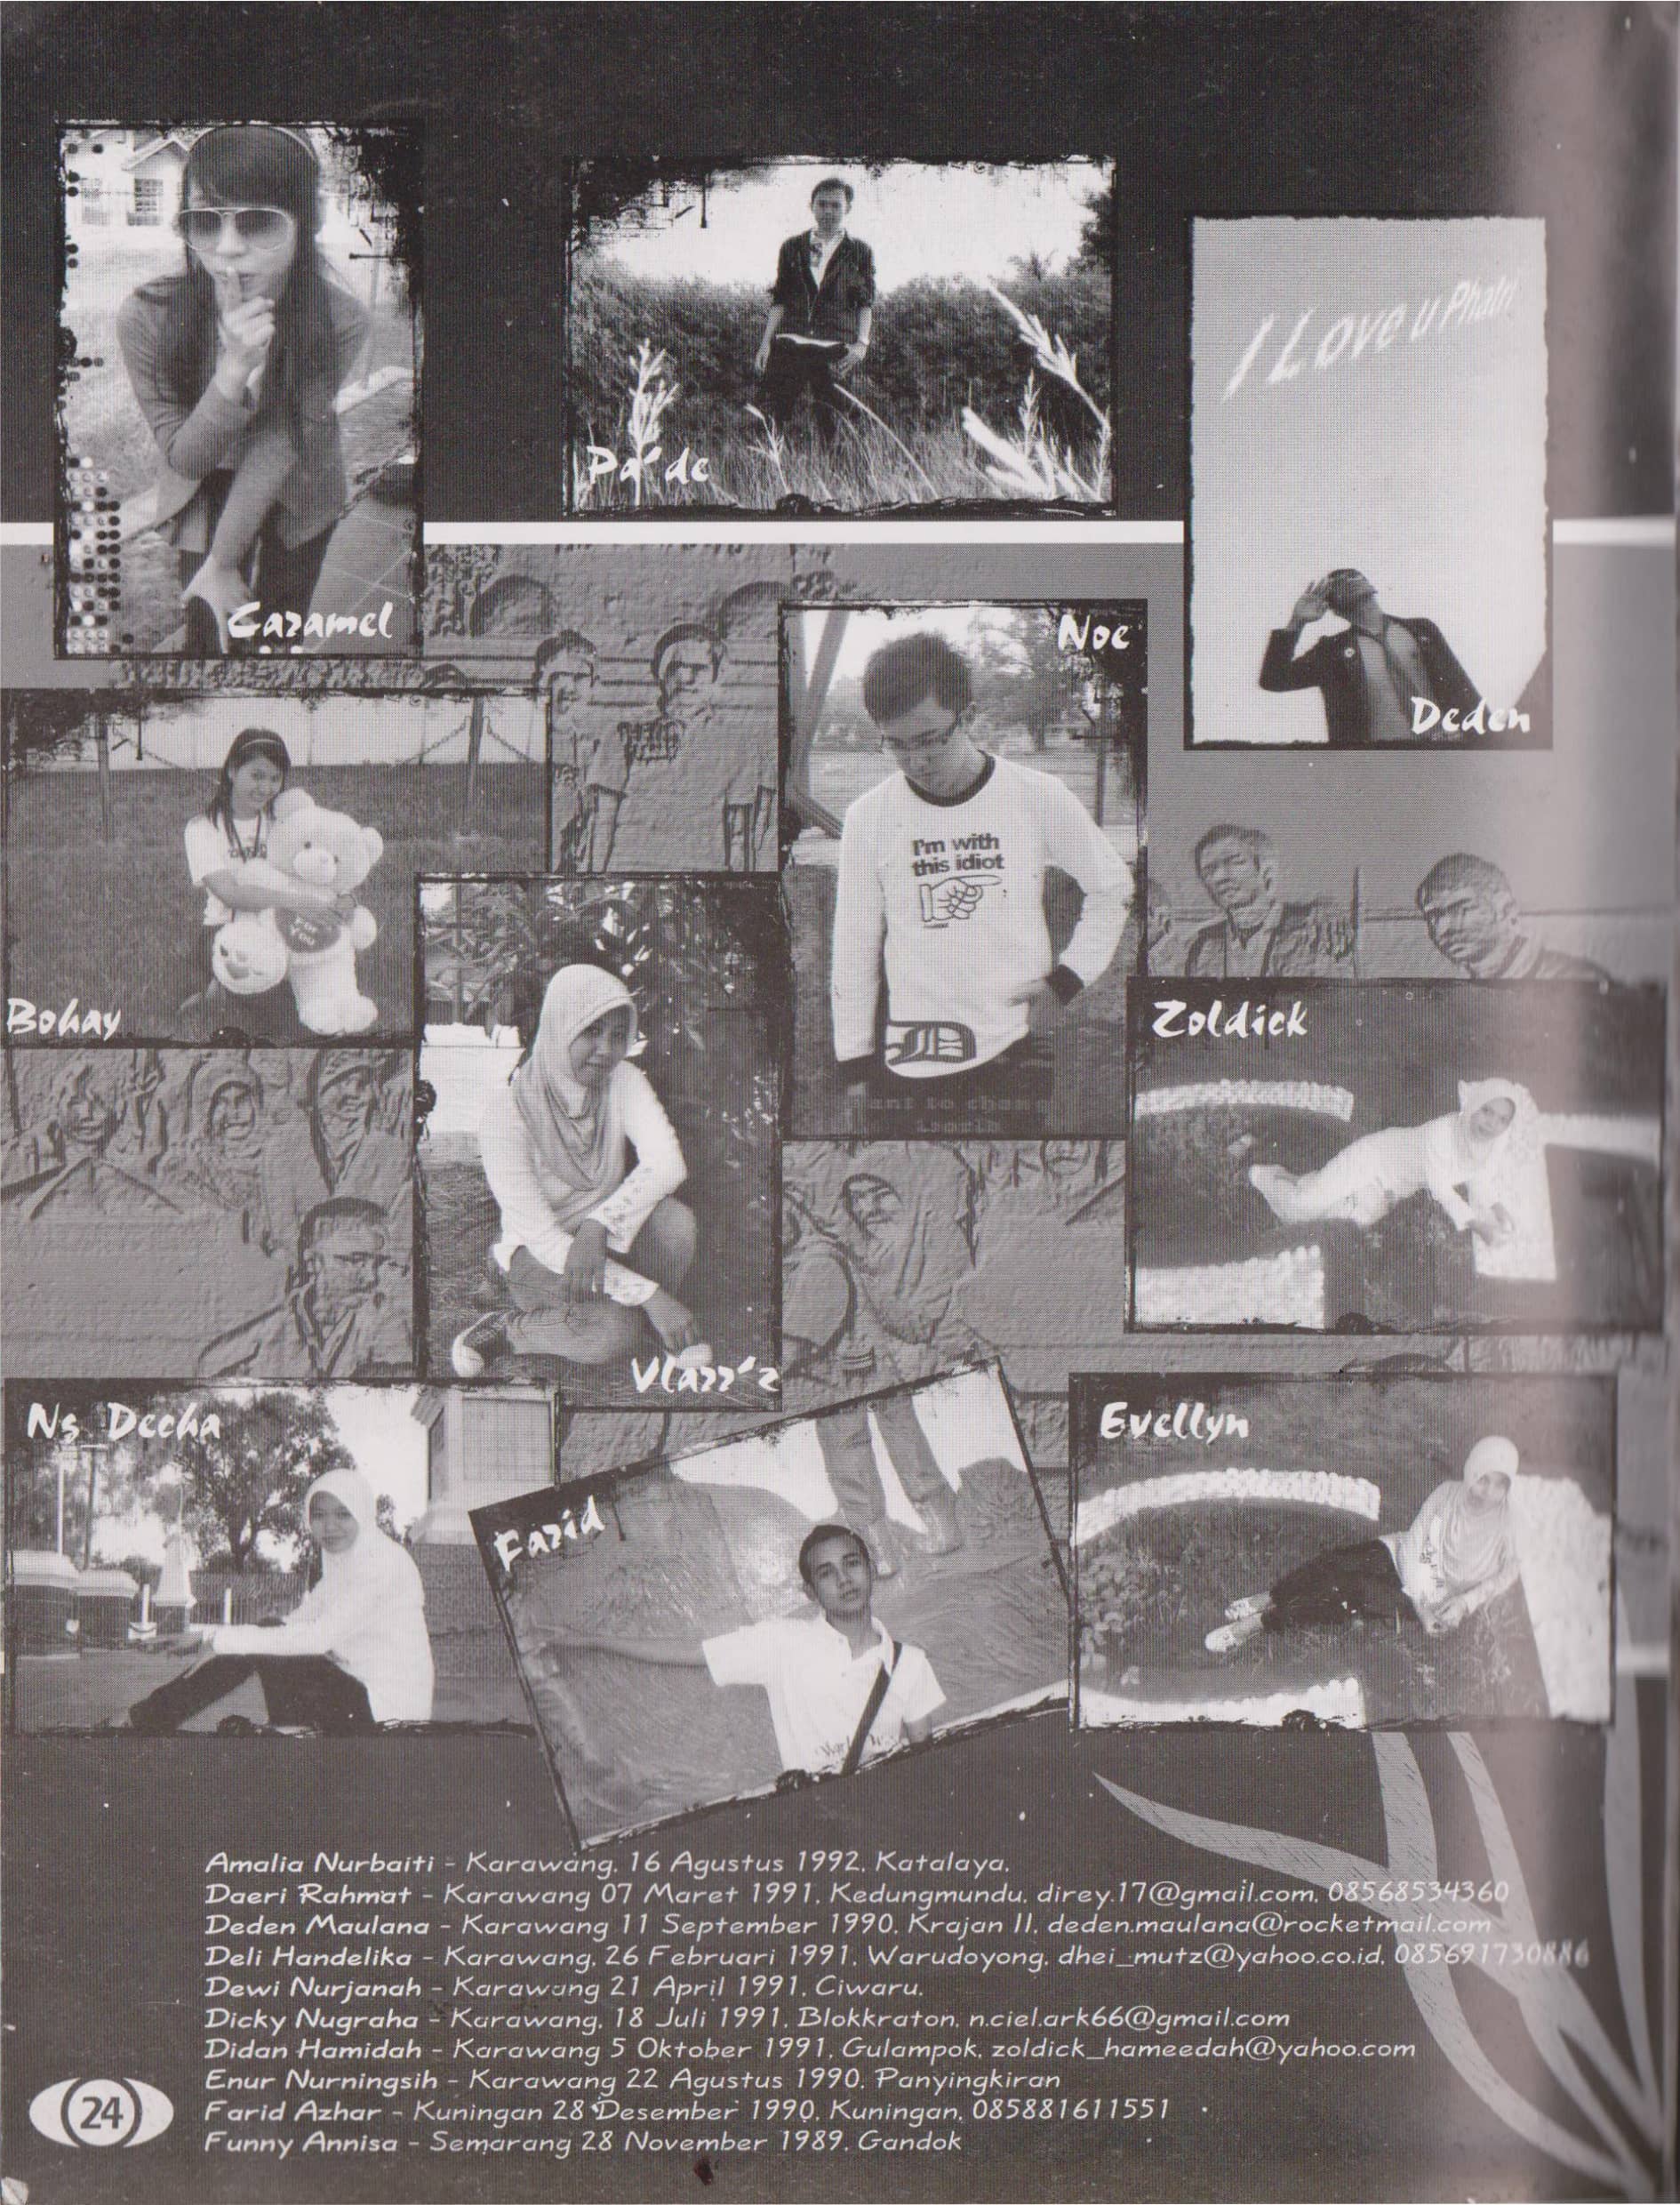 Caramel
Pa'de
I Love u
Deden
Noe
I'm with
this idiot
Bohay
Zoldick
Vlarr'z
Ns Decha
Farid
Evellyn
Amalia Nurbaiti - Karawang, 16 Agustus 1992, Katalaya.
Daeri Rahmat - Karawang 07 Maret 1991, Kedungmundu, direy.17@gmail.com, 08568534360
Deden Maulana - Karawang 11 September 1990, Krajan II, deden.maulana@rocketmail.com
Deli Handelika - Karawang, 26 Februari 1991, Warudoyong, dhei_mutz@yahoo.co.id, 085691730886
Dewi Nurjanah - Karawang 21 April 1991, Ciwaru.
Dicky Nugraha - Karawang, 18 Juli 1991, Blokkraton, n.ciel.ark66@gmail.com
Didan Hamidah - Karawang 5 Oktober 1991, Gulampok, zoldick_hameedah@yahoo.com
Enur Nurningsih - Karawang 22 Agustus 1990, Panyingkiran
Farid Azhar - Kuningan 28 Desember 1990, Kuningan, 085881611551
Funny Annisa - Semarang 28 November 1989, Gandok
24